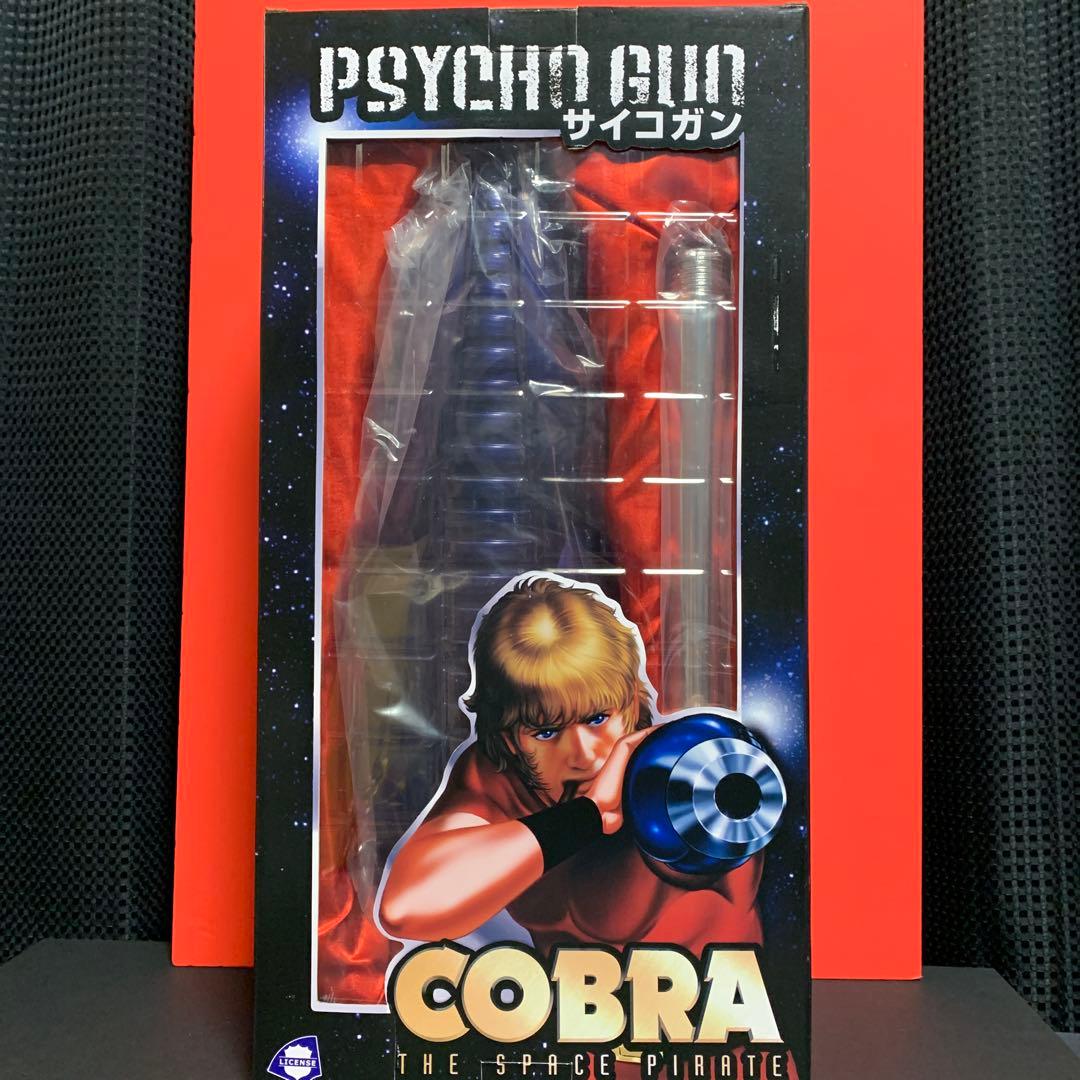 PSYCHO GUN
サイコガン
COBRA
THE SPACE PIRATE
LICENSE